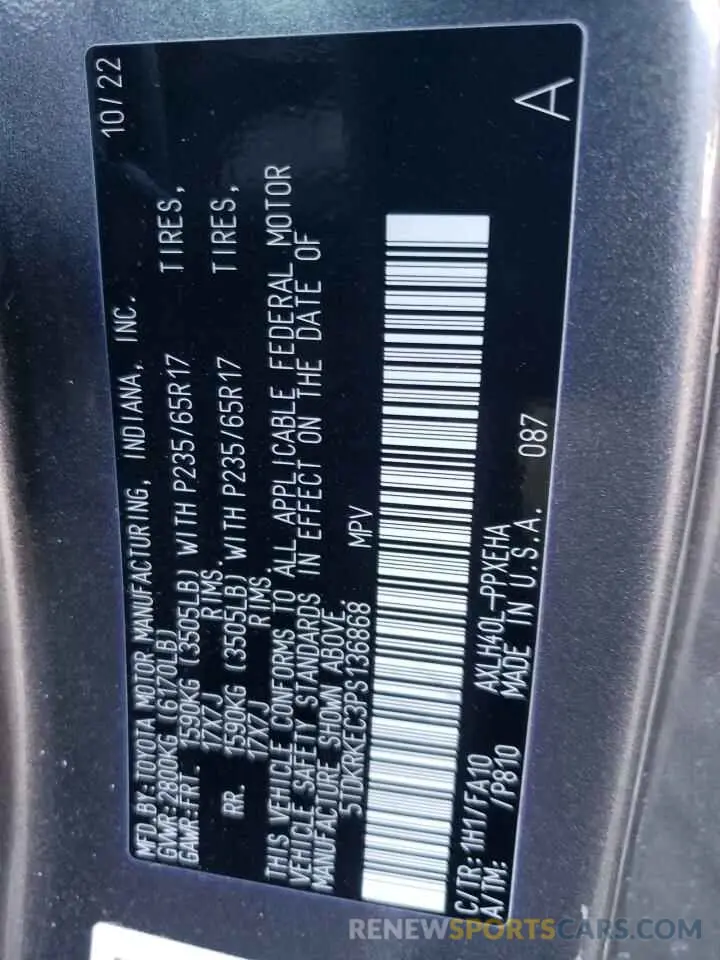 MFD.BY:TOYOTA MOTOR MANUFACTURING, INDIANA, INC. 10/22
GVWR:2800KG (6170LB)
GAWR:FRT. 1590KG (3505LB) WITH P235/65R17 TIRES,
17X7J RIMS.
RR. 1590KG (3505LB) WITH P235/65R17 TIRES,
17X7J RIMS
THIS VEHICLE CONFORMS TO ALL APPLICABLE FEDERAL MOTOR
VEHICLE SAFETY STANDARDS IN EFFECT ON THE DATE OF
MANUFACTURE SHOWN ABOVE.
5TDKRKEC3PS136868 MPV
C/TR:1H1/FA10 AXLH40L-PPXEHA
A/TM: /P810 MADE IN U.S.A. 087
A
RENEWSPORTSCARS.COM